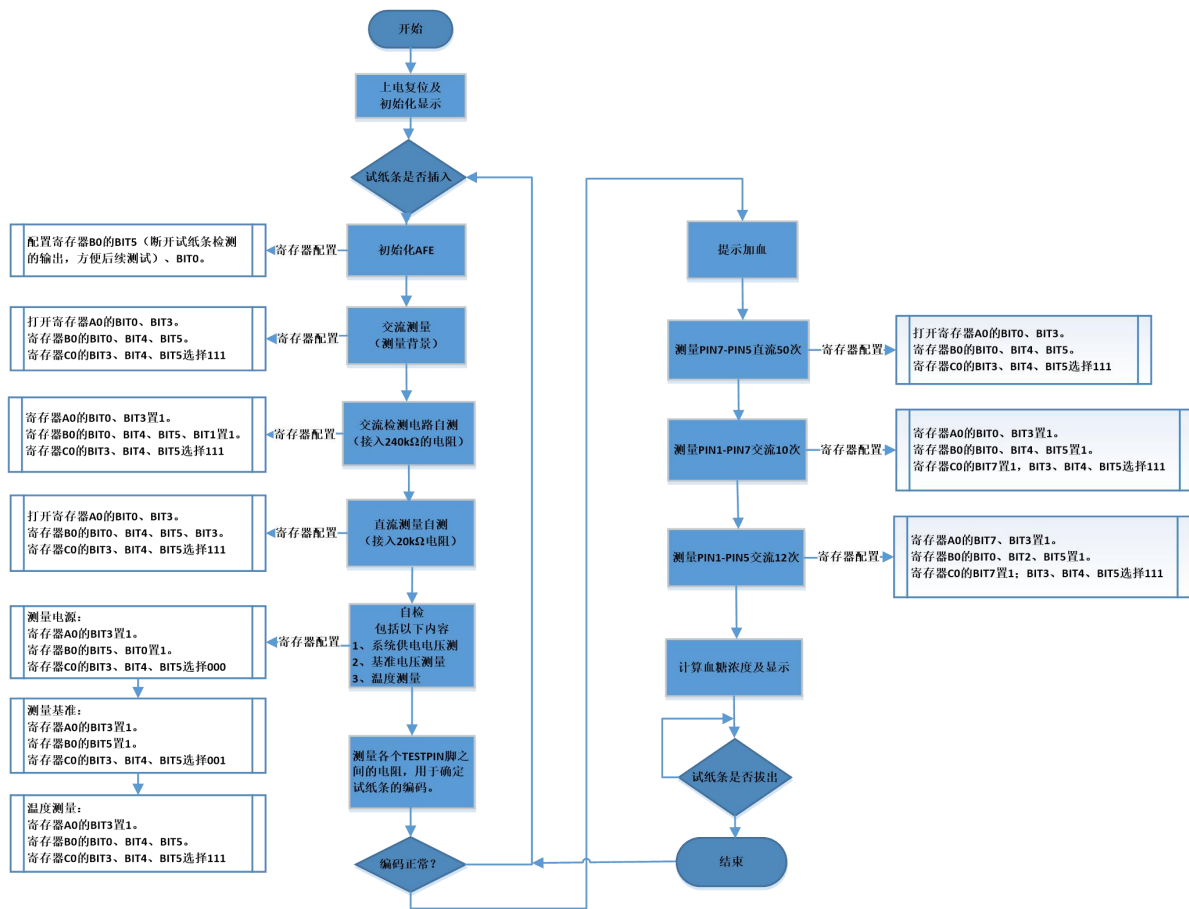 开始
上电复位及
初始化显示
试纸条是否插入
配置寄存器B0的BIT5（断开试纸条检测
的输出，方便后续测试）、BIT0。
寄存器配置
初始化AFE
打开寄存器A0的BIT0、BIT3。
寄存器B0的BIT0、BIT4、BIT5。
寄存器C0的BIT3、BIT4、BIT5选择111
寄存器配置
交流测量
（测量背景）
寄存器A0的BIT0、BIT3置1。
寄存器B0的BIT0、BIT4、BIT5、BIT1置1。
寄存器C0的BIT3、BIT4、BIT5选择111
寄存器配置
交流检测电路自测
（接入240kΩ的电阻）
打开寄存器A0的BIT0、BIT3。
寄存器B0的BIT0、BIT4、BIT5、BIT3。
寄存器C0的BIT3、BIT4、BIT5选择111
寄存器配置
直流测量自测
（接入20kΩ电阻）
测量电源：
寄存器A0的BIT3置1。
寄存器B0的BIT5、BIT0置1。
寄存器C0的BIT3、BIT4、BIT5选择000
寄存器配置
自检
包括以下内容
1、系统供电电压测
2、基准电压测量
3、温度测量
测量基准：
寄存器A0的BIT3置1。
寄存器B0的BIT5置1。
寄存器C0的BIT3、BIT4、BIT5选择001
测量各个TESTPIN脚之
间的电阻，用于确定
试纸条的编码。
温度测量：
寄存器A0的BIT3置1。
寄存器B0的BIT0、BIT4、BIT5。
寄存器C0的BIT3、BIT4、BIT5选择111
编码正常？
提示加血
测量PIN7-PIN5直流50次
寄存器配置
打开寄存器A0的BIT0、BIT3。
寄存器B0的BIT0、BIT4、BIT5。
寄存器C0的BIT3、BIT4、BIT5选择111
测量PIN1-PIN7交流10次
寄存器配置
寄存器A0的BIT0、BIT3置1。
寄存器B0的BIT0、BIT4、BIT5置1。
寄存器C0的BIT7置1，BIT3、BIT4、BIT5选择111
测量PIN1-PIN5交流12次
寄存器配置
寄存器A0的BIT7、BIT3置1。
寄存器B0的BIT0、BIT2、BIT5置1。
寄存器C0的BIT7置1；BIT3、BIT4、BIT5选择111
计算血糖浓度及显示
试纸条是否拔出
结束